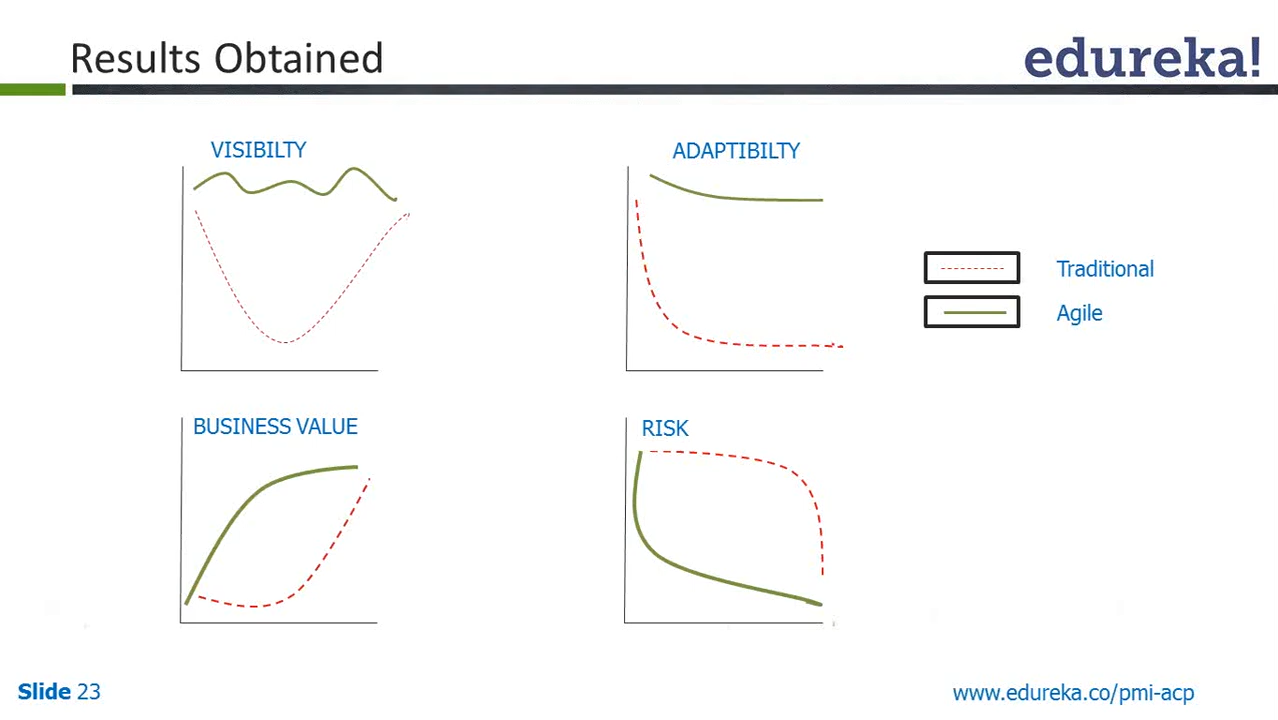 Results Obtained
edureka!
VISIBILTY
ADAPTIBILTY
Traditional
Agile
BUSINESS VALUE
RISK
Slide 23
www.edureka.co/pmi-acp